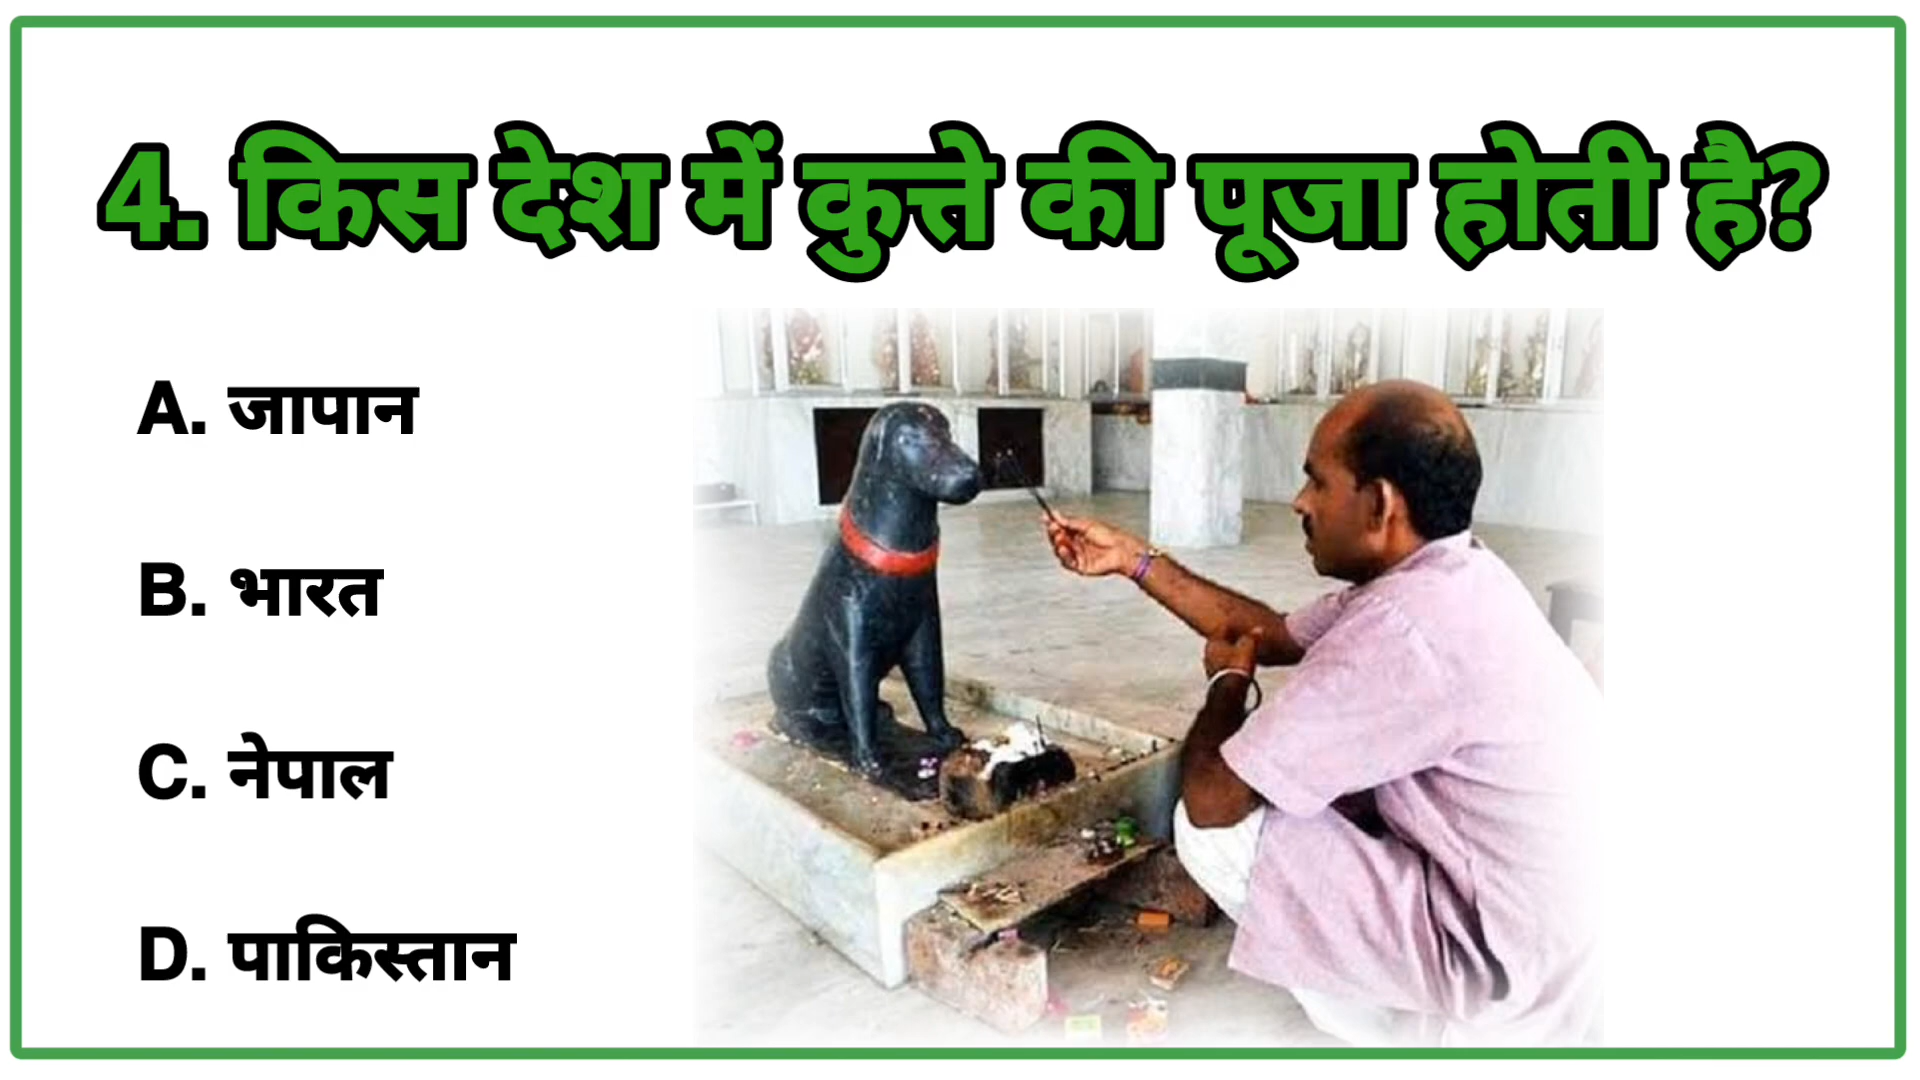 4. किस देश में कुत्ते की पूजा होती है?
A. जापान
B. भारत
C. नेपाल
D. पाकिस्तान